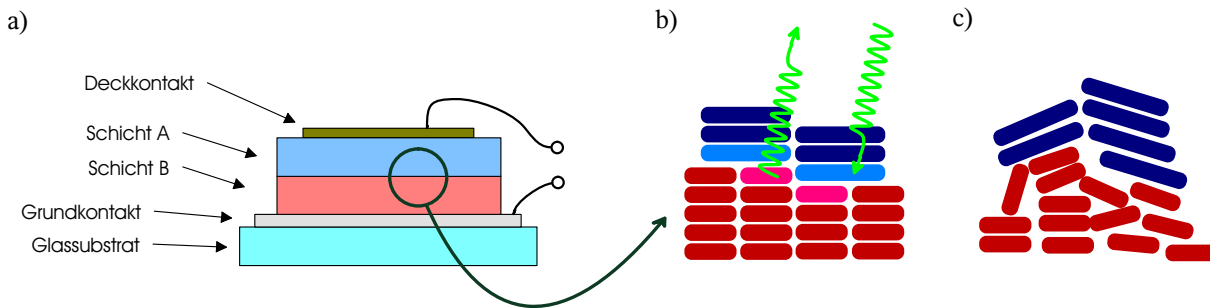 a)
Deckkontakt
Schicht A
Schicht B
Grundkontakt
Glassubstrat
b)
c)